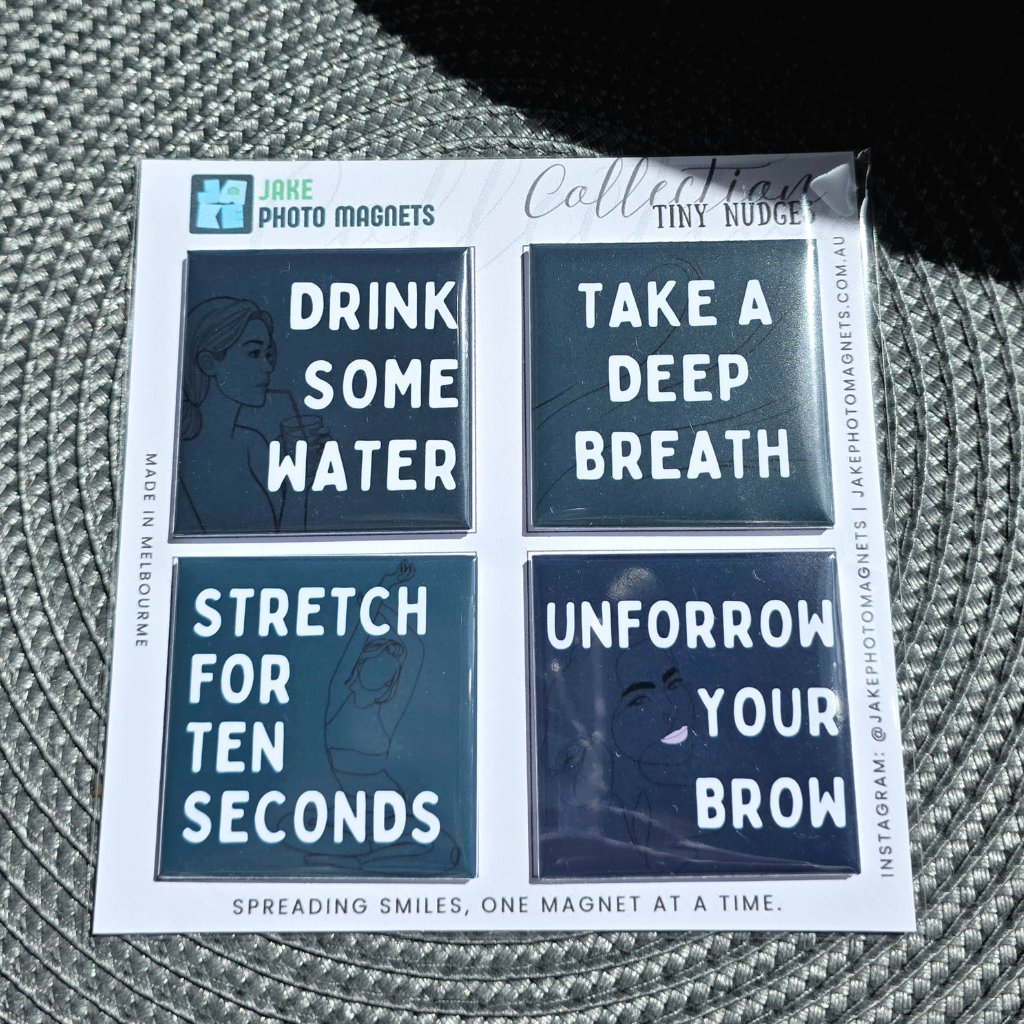 JAKE
PHOTO MAGNETS
Collection
TINY NUDGES
DRINK
SOME
WATER
TAKE A
DEEP
BREATH
STRETCH
FOR
TEN
SECONDS
UNFORROW
YOUR
BROW
MADE IN MELBOURME
INSTAGRAM: @JAKEPHOTOMAGNETS | JAKEPHOTOMAGNETS.COM.AU
SPREADING SMILES, ONE MAGNET AT A TIME.